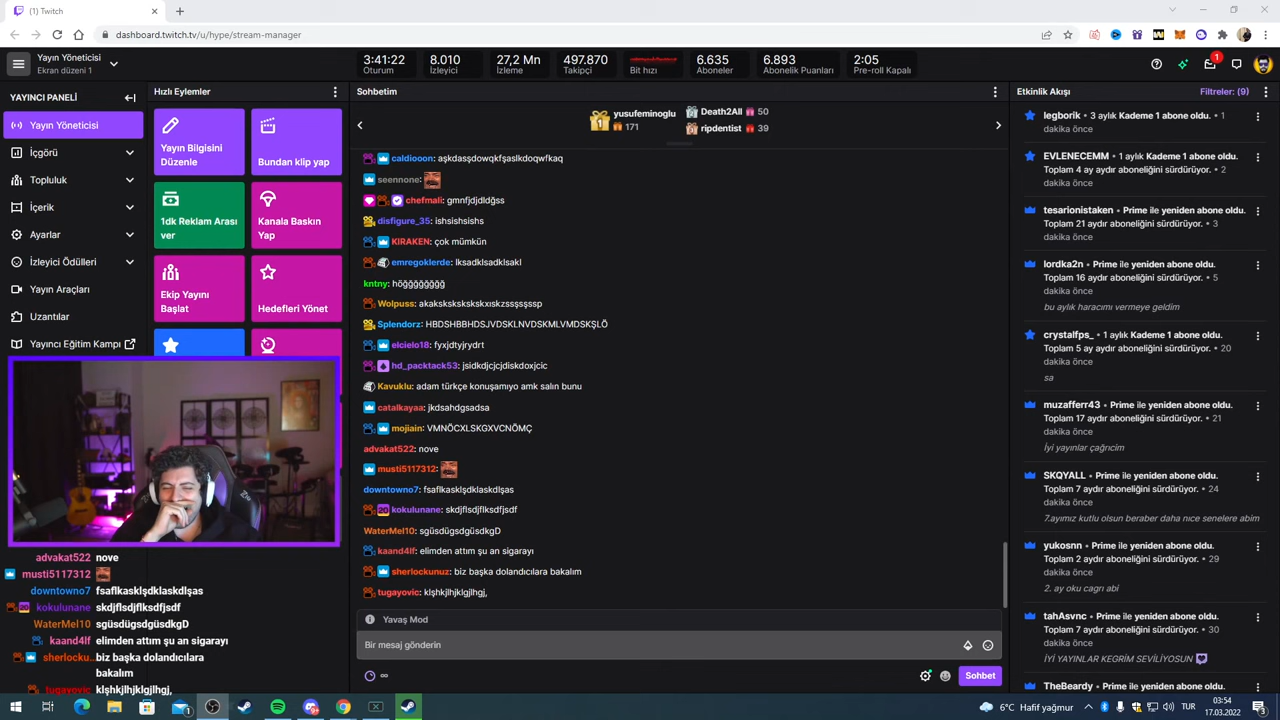 (1) Twitch
dashboard.twitch.tv/u/hype/stream-manager
Yayın Yöneticisi
Ekran düzeni 1
3:41:22
Oturum
8.010
İzleyici
27,2 Mn
İzleme
497.870
Takipçi
Bit hızı
6.635
Aboneler
6.893
Abonelik Puanları
2:05
Pre-roll Kapalı
1
YAYINCI PANELİ
Yayın Yöneticisi
İçgörü
Topluluk
İçerik
Ayarlar
İzleyici Ödülleri
Yayın Araçları
Uzantılar
Yayıncı Eğitim Kampı
Hızlı Eylemler
Yayın Bilgisini
Düzenle
Bundan klip yap
1dk Reklam Arası
ver
Kanala Baskın
Yap
Ekip Yayını
Başlat
Hedefleri Yönet
Sohbetim
1
yusufeminoglu
171
Death2All 50
ripdentist 39
caldiooon: aşkdasşdowqkfşaslkdoqwfkaq
seennone:
chefmali: gmnfjdjdldğss
disfigure_35: ishsishsishs
KIRAKEN: çok mümkün
emregoklerde: lksadklsadklsakl
kntny: höğğğğğğğğ
Wolpuss: akakskskskskxıskzssşsşssp
Splendorz: HBDSHBBHDSJVDSKLNVDSKMLVMDSKŞLÖ
elcielo18: fyxjdtyjrydrt
hd_packtack53: jsidkdjcjcjdiskdoxjcic
Kavuklu: adam türkçe konuşamıyo amk salın bunu
catalkayaa: jkdsahdgsadsa
mojiain: VMNÖCXLSKGXVCNÖMÇ
advakat522: nove
musti5117312:
downtowno7: fsaflkasklşdklaskdlşas
kokulunane: skdjflsdjflksdfjsdf
WaterMel10: sgüsdügsdgüsdkgD
kaand4lf: elimden attım şu an sigarayı
sherlockunuz: biz başka dolandıcılara bakalım
tugayovic: klşhkjlhjklgjlhgj,
Yavaş Mod
Bir mesaj gönderin
Sohbet
Etkinlik Akışı
Filtreler: (9)
legborik • 3 aylık Kademe 1 abone oldu. • 1
dakika önce
EVLENECEMM • 1 aylık Kademe 1 abone oldu.
Toplam 4 ay aydır aboneliğini sürdürüyor. • 2
dakika önce
tesarionistaken • Prime ile yeniden abone oldu.
Toplam 21 aydır aboneliğini sürdürüyor. • 3
dakika önce
lordka2n • Prime ile yeniden abone oldu.
Toplam 16 aydır aboneliğini sürdürüyor. • 5
dakika önce
bu aylık haracımı vermeye geldim
crystalfps_ • 1 aylık Kademe 1 abone oldu.
Toplam 5 ay aydır aboneliğini sürdürüyor. • 20
dakika önce
sa
muzafferr43 • Prime ile yeniden abone oldu.
Toplam 17 aydır aboneliğini sürdürüyor. • 21
dakika önce
İyi yayınlar çağrıcim
SKQYALL • Prime ile yeniden abone oldu.
Toplam 7 aydır aboneliğini sürdürüyor. • 24
dakika önce
7.ayımız kutlu olsun beraber daha nıce senelere abim
yukosnn • Prime ile yeniden abone oldu.
Toplam 2 aydır aboneliğini sürdürüyor. • 29
dakika önce
2. ay oku cagrı abi
tahAsvnc • Prime ile yeniden abone oldu.
Toplam 7 aydır aboneliğini sürdürüyor. • 30
dakika önce
İYİ YAYINLAR KEGRİM SEVİLİYOSUN
TheBeardy • Prime ile yeniden abone oldu.
advakat522 nove
musti5117312
downtowno7 fsaflkasklşdklaskdlşas
kokulunane skdjflsdjflksdfjsdf
WaterMel10 sgüsdügsdgüsdkgD
kaand4lf elimden attım şu an sigarayı
sherlocku... biz başka dolandıcılara
bakalım
tugayovic klşhkjlhjklgjlhgj,
6°C Hafif yağmur
TUR
03:54
17.03.2022
3